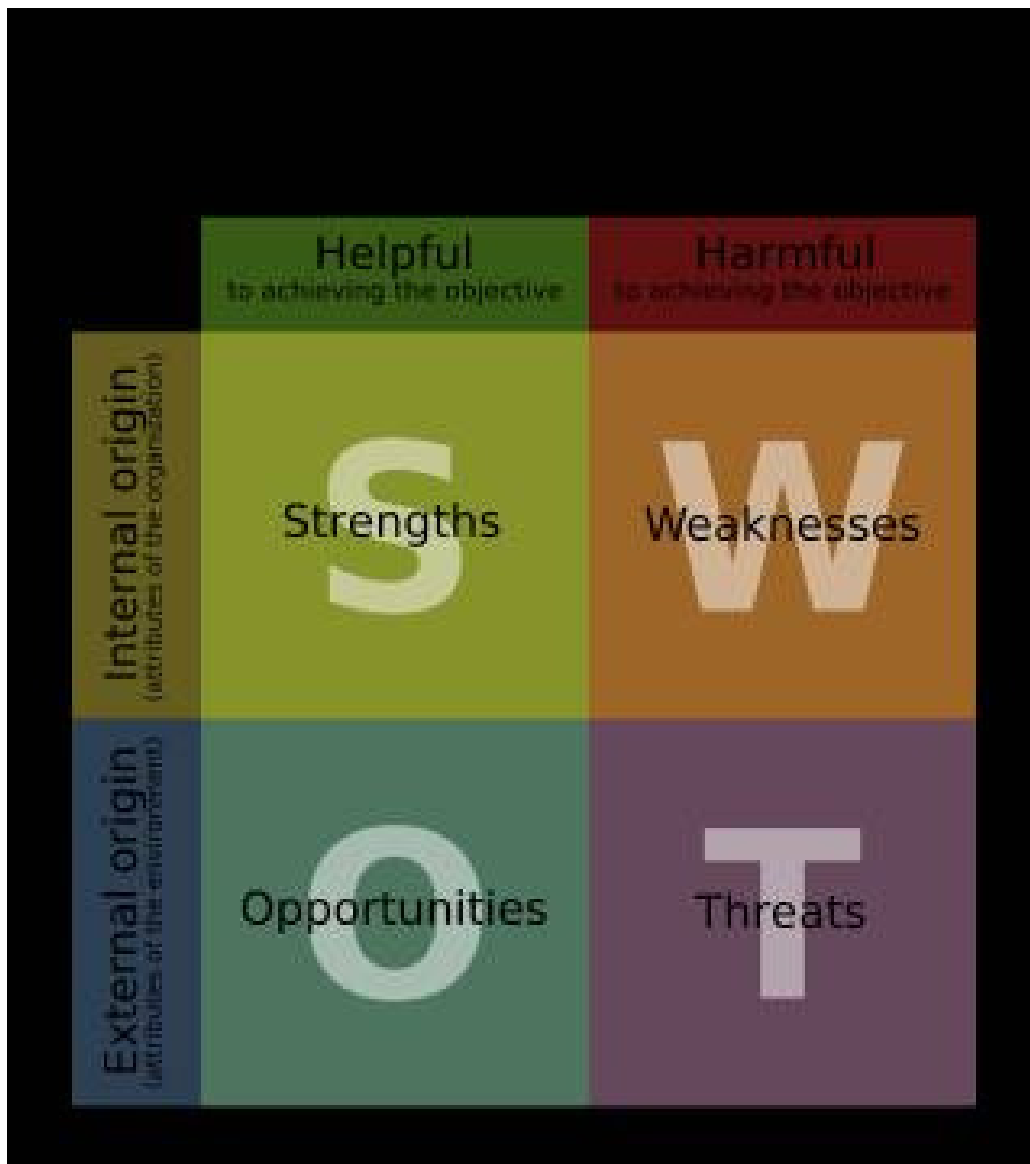 Helpful
to achieving the objective
Harmful
to achieving the objective
Internal origin
(attributes of the organization)
S
Strengths
W
Weaknesses
External origin
(attributes of the environment)
O
Opportunities
T
Threats